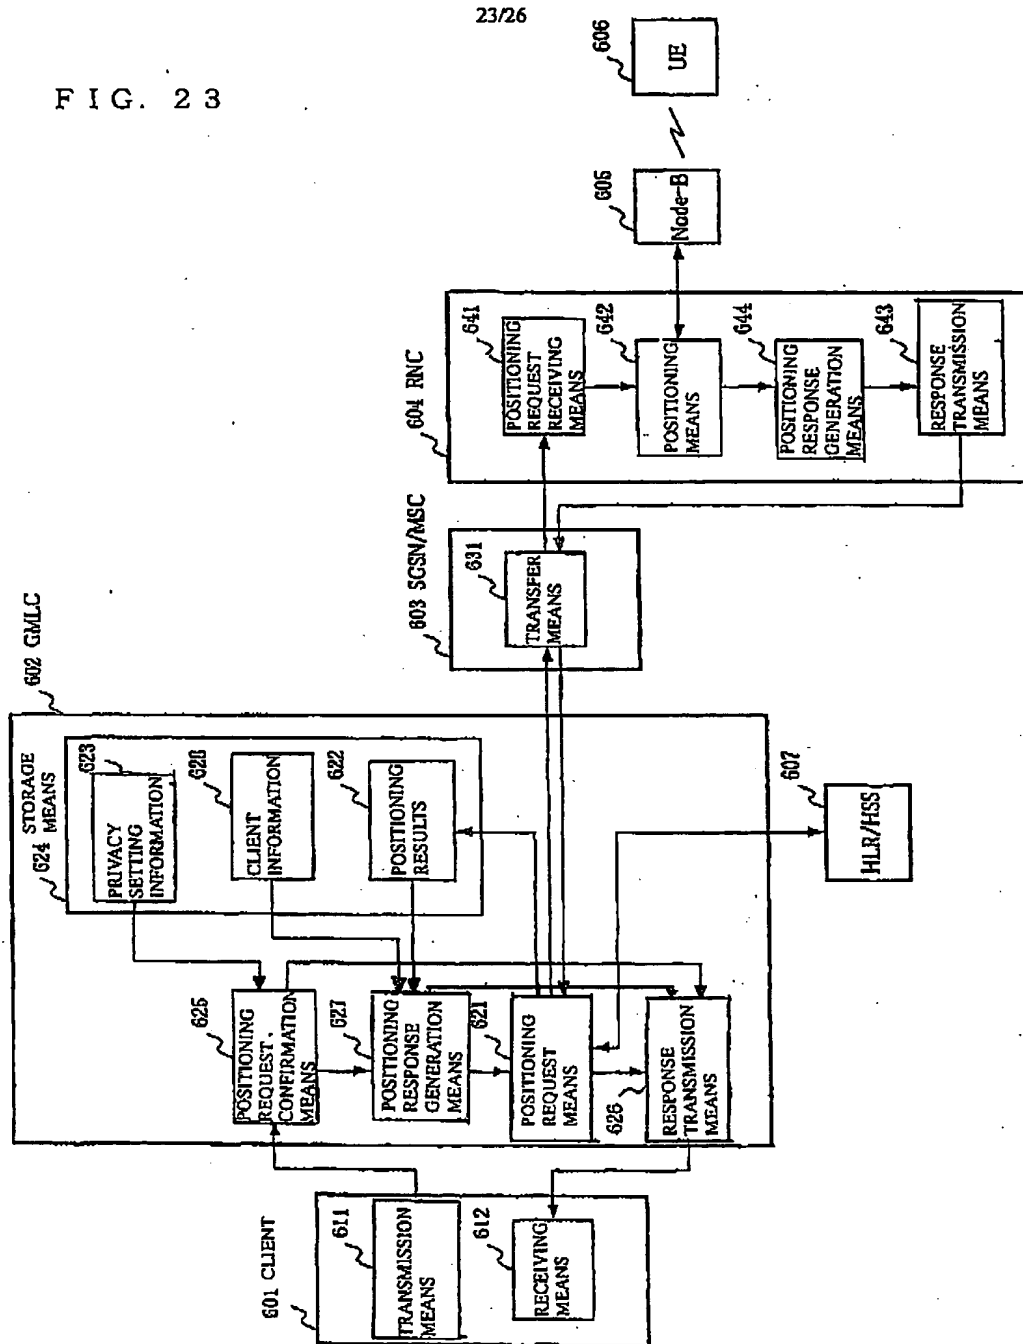 23/26
FIG. 23
601 CLIENT
611
TRANSMISSION
MEANS
612
RECEIVING
MEANS
602 GMLC
624 STORAGE
MEANS
623
PRIVACY
SETTING
INFORMATION
628
CLIENT
INFORMATION
622
POSITIONING
RESULTS
625
POSITIONING
REQUEST.
CONFIRMATION
MEANS
627
POSITIONING
RESPONSE
GENERATION
MEANS
621
POSITIONING
REQUEST
MEANS
626
RESPONSE
TRANSMISSION
MEANS
607
HLR/HSS
603 SGSN/MSC
631
TRANSFER
MEANS
604 RNC
641
POSITIONING
REQUEST
RECEIVING
MEANS
642
POSITIONING
MEANS
644
POSITIONING
RESPONSE
GENERATION
MEANS
643
RESPONSE
TRANSMISSION
MEANS
605
Node-B
606
UE